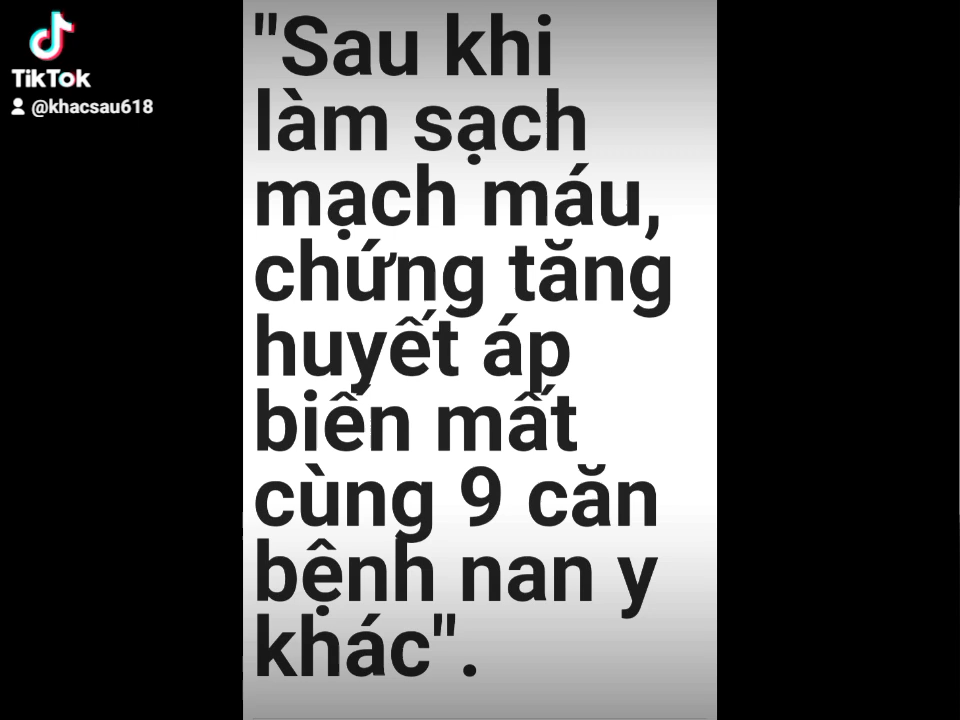 TikTok
@khacsau618
"Sau khi
làm sạch
mạch máu,
chứng tăng
huyết áp
biến mất
cùng 9 căn
bệnh nan y
khác".